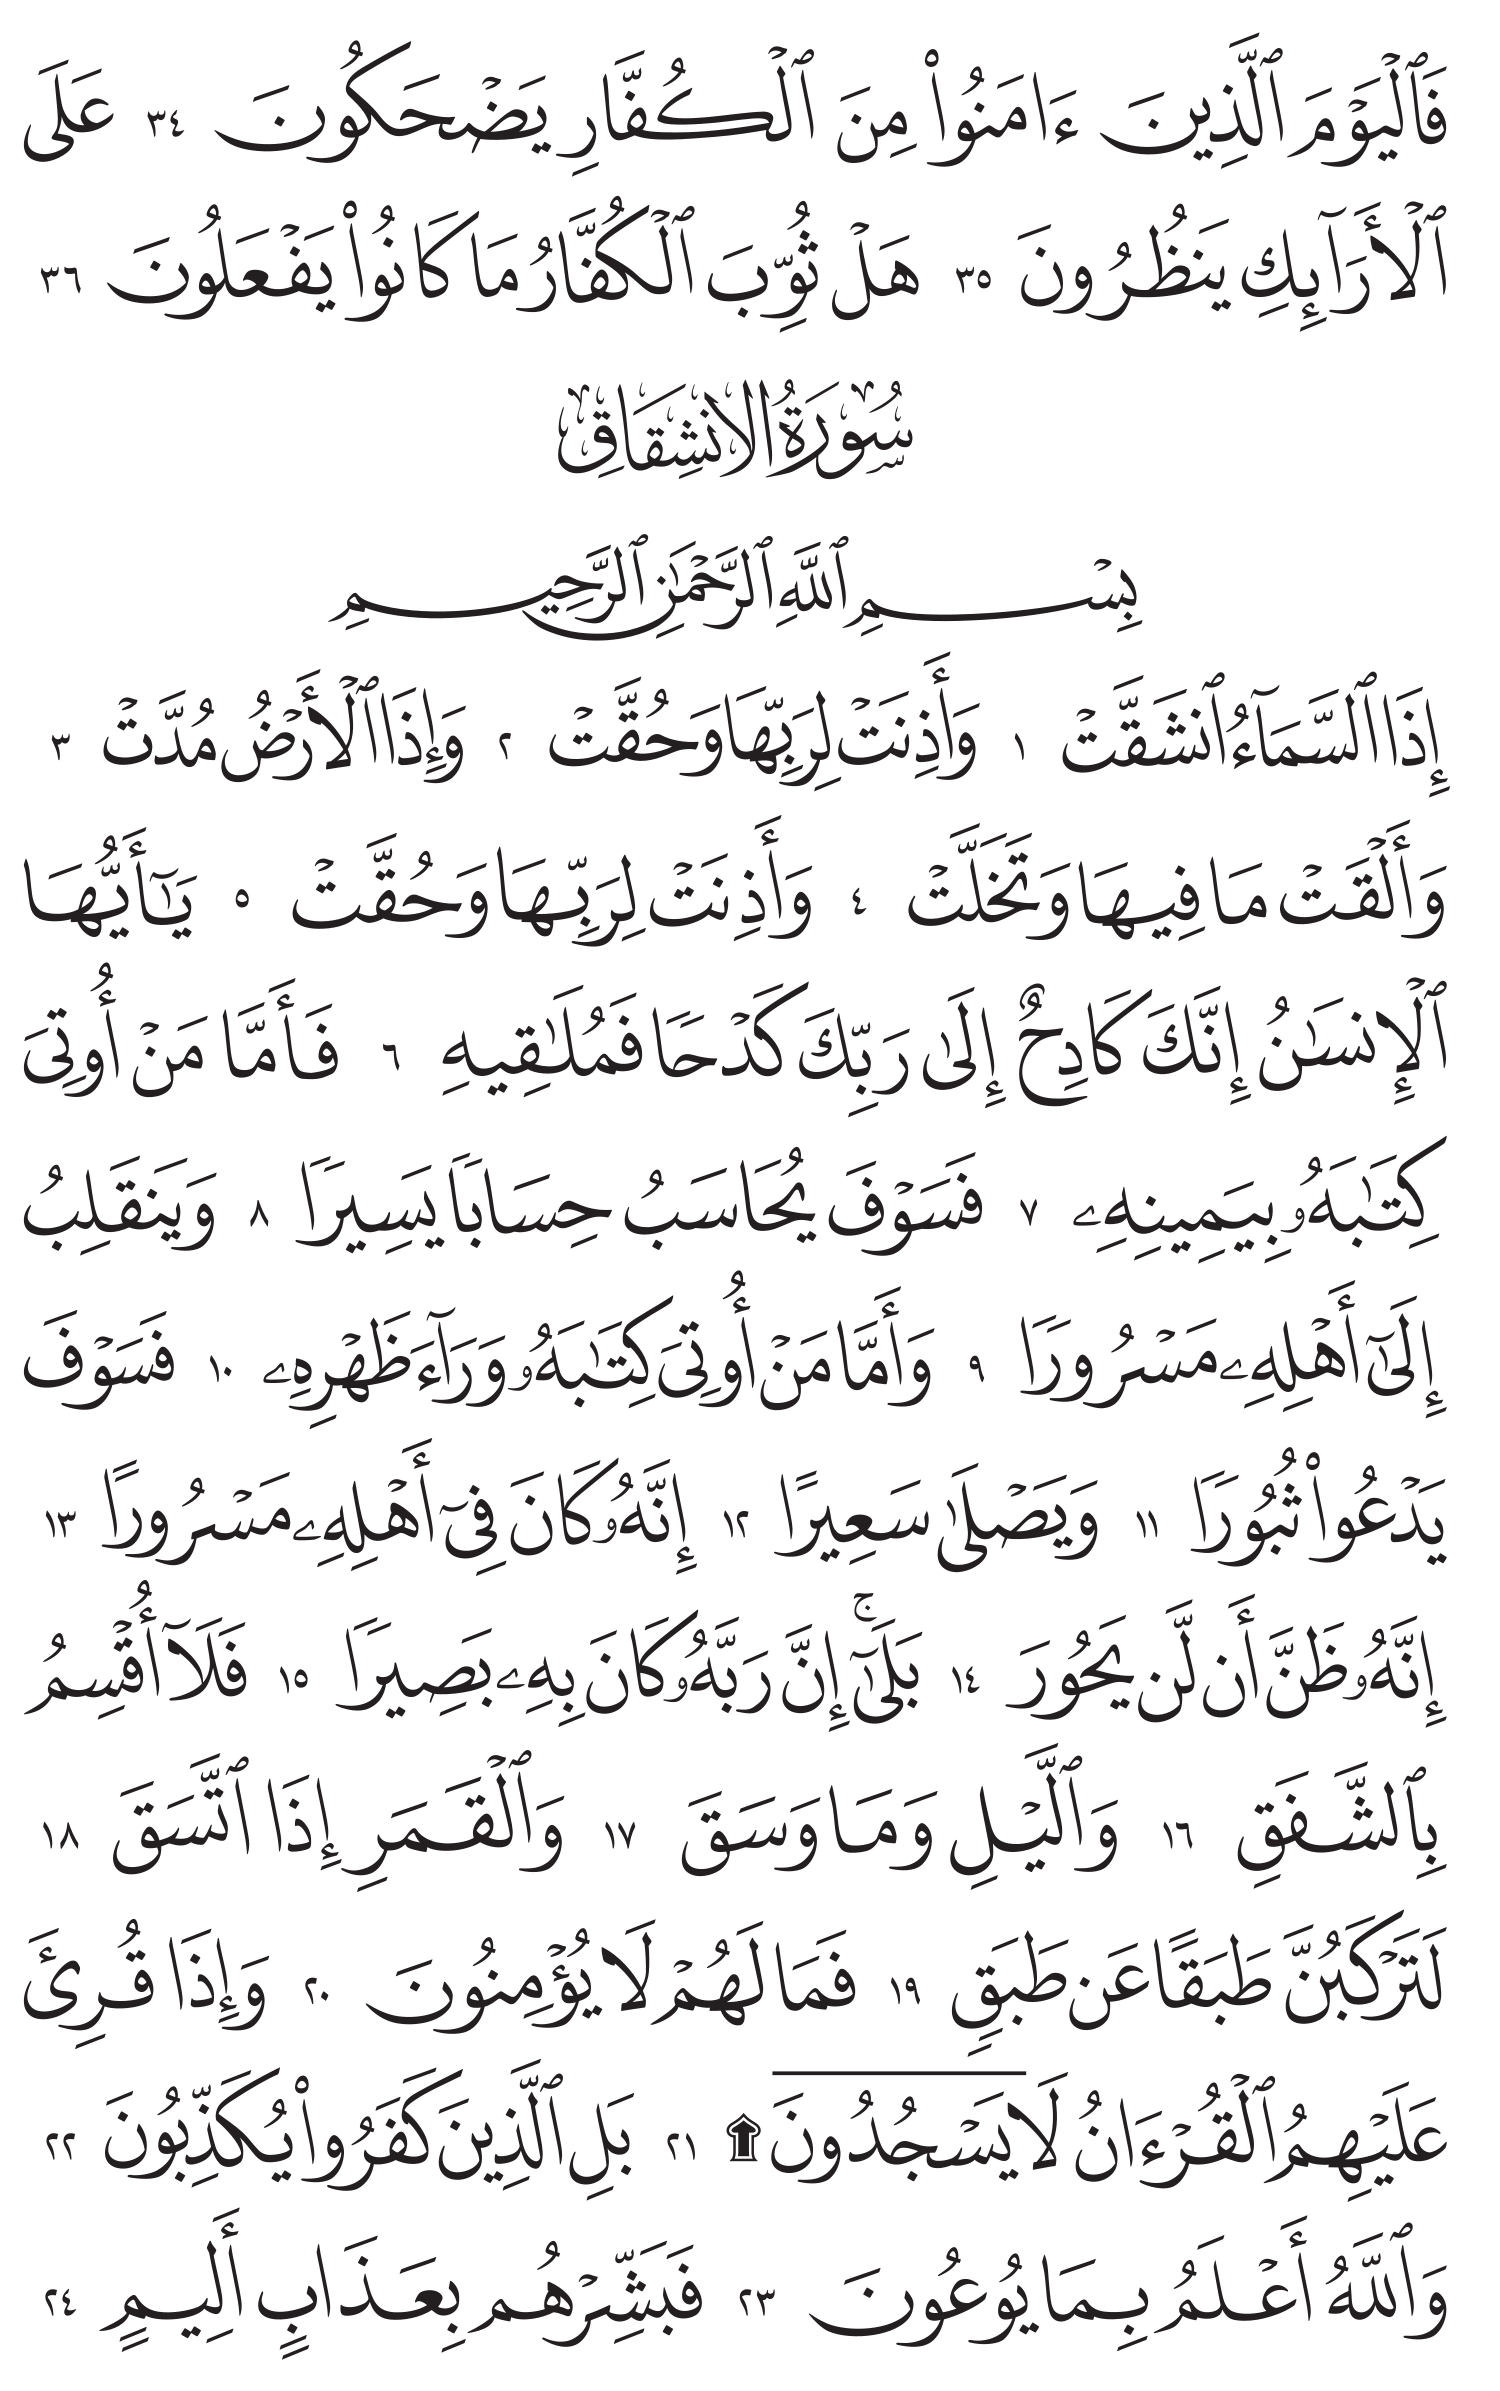 فَٱلۡيَوۡمَ ٱلَّذِينَ ءَامَنُواْ مِنَ ٱلۡكُفَّارِ يَضۡحَكُونَ ٣٤ عَلَى
ٱلۡأَرَآئِكِ يَنظُرُونَ ٣٥ هَلۡ ثُوِّبَ ٱلۡكُفَّارُ مَا كَانُواْ يَفۡعَلُونَ ٣٦
سُورَةُ الانشِقَاقِ
بِسۡمِ ٱللَّهِ ٱلرَّحۡمَٰنِ ٱلرَّحِيمِ
إِذَا ٱلسَّمَآءُ ٱنشَقَّتۡ ١ وَأَذِنَتۡ لِرَبِّهَا وَحُقَّتۡ ٢ وَإِذَا ٱلۡأَرۡضُ مُدَّتۡ ٣
وَأَلۡقَتۡ مَا فِيهَا وَتَخَلَّتۡ ٤ وَأَذِنَتۡ لِرَبِّهَا وَحُقَّتۡ ٥ يَٰٓأَيُّهَا
ٱلۡإِنسَٰنُ إِنَّكَ كَادِحٌ إِلَىٰ رَبِّكَ كَدۡحٗا فَمُلَٰقِيهِ ٦ فَأَمَّا مَنۡ أُوتِيَ
كِتَٰبَهُۥ بِيَمِينِهِۦ ٧ فَسَوۡفَ يُحَاسَبُ حِسَابٗا يَسِيرٗا ٨ وَيَنقَلِبُ
إِلَىٰٓ أَهۡلِهِۦ مَسۡرُورٗا ٩ وَأَمَّا مَنۡ أُوتِيَ كِتَٰبَهُۥ وَرَآءَ ظَهۡرِهِۦ ١٠ فَسَوۡفَ
يَدۡعُواْ ثُبُورٗا ١١ وَيَصۡلَىٰ سَعِيرًا ١٢ إِنَّهُۥ كَانَ فِيٓ أَهۡلِهِۦ مَسۡرُورًا ١٣
إِنَّهُۥ ظَنَّ أَن لَّن يَحُورَ ١٤ بَلَىٰٓۚ إِنَّ رَبَّهُۥ كَانَ بِهِۦ بَصِيرٗا ١٥ فَلَآ أُقۡسِمُ
بِٱلشَّفَقِ ١٦ وَٱلَّيۡلِ وَمَا وَسَقَ ١٧ وَٱلۡقَمَرِ إِذَا ٱتَّسَقَ ١٨
لَتَرۡكَبُنَّ طَبَقًا عَن طَبَقٖ ١٩ فَمَا لَهُمۡ لَا يُؤۡمِنُونَ ٢٠ وَإِذَا قُرِئَ
عَلَيۡهِمُ ٱلۡقُرۡءَانُ لَا يَسۡجُدُونَۤ۩ ٢١ بَلِ ٱلَّذِينَ كَفَرُواْ يُكَذِّبُونَ ٢٢
وَٱللَّهُ أَعۡلَمُ بِمَا يُوعُونَ ٢٣ فَبَشِّرۡهُم بِعَذَابٍ أَلِيمٍ ٢٤